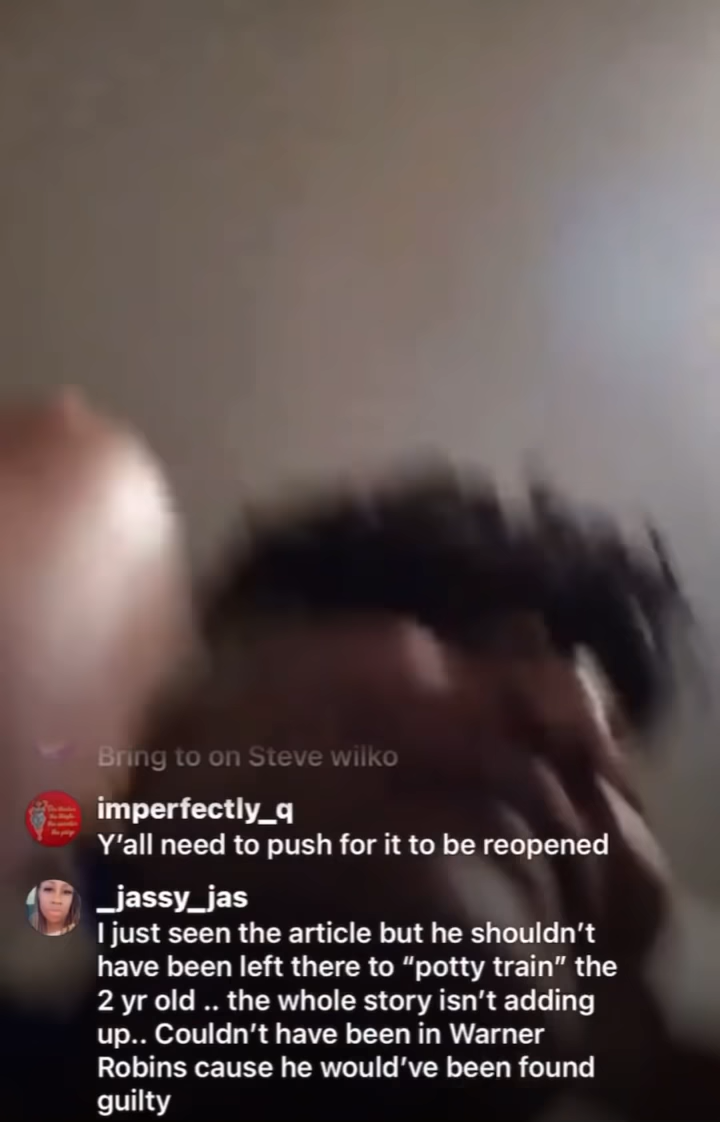 Bring to on Steve wilko
imperfectly_q
Y'all need to push for it to be reopened
_jassy_jas
I just seen the article but he shouldn't
have been left there to “potty train” the
2 yr old .. the whole story isn't adding
up.. Couldn't have been in Warner
Robins cause he would've been found
guilty